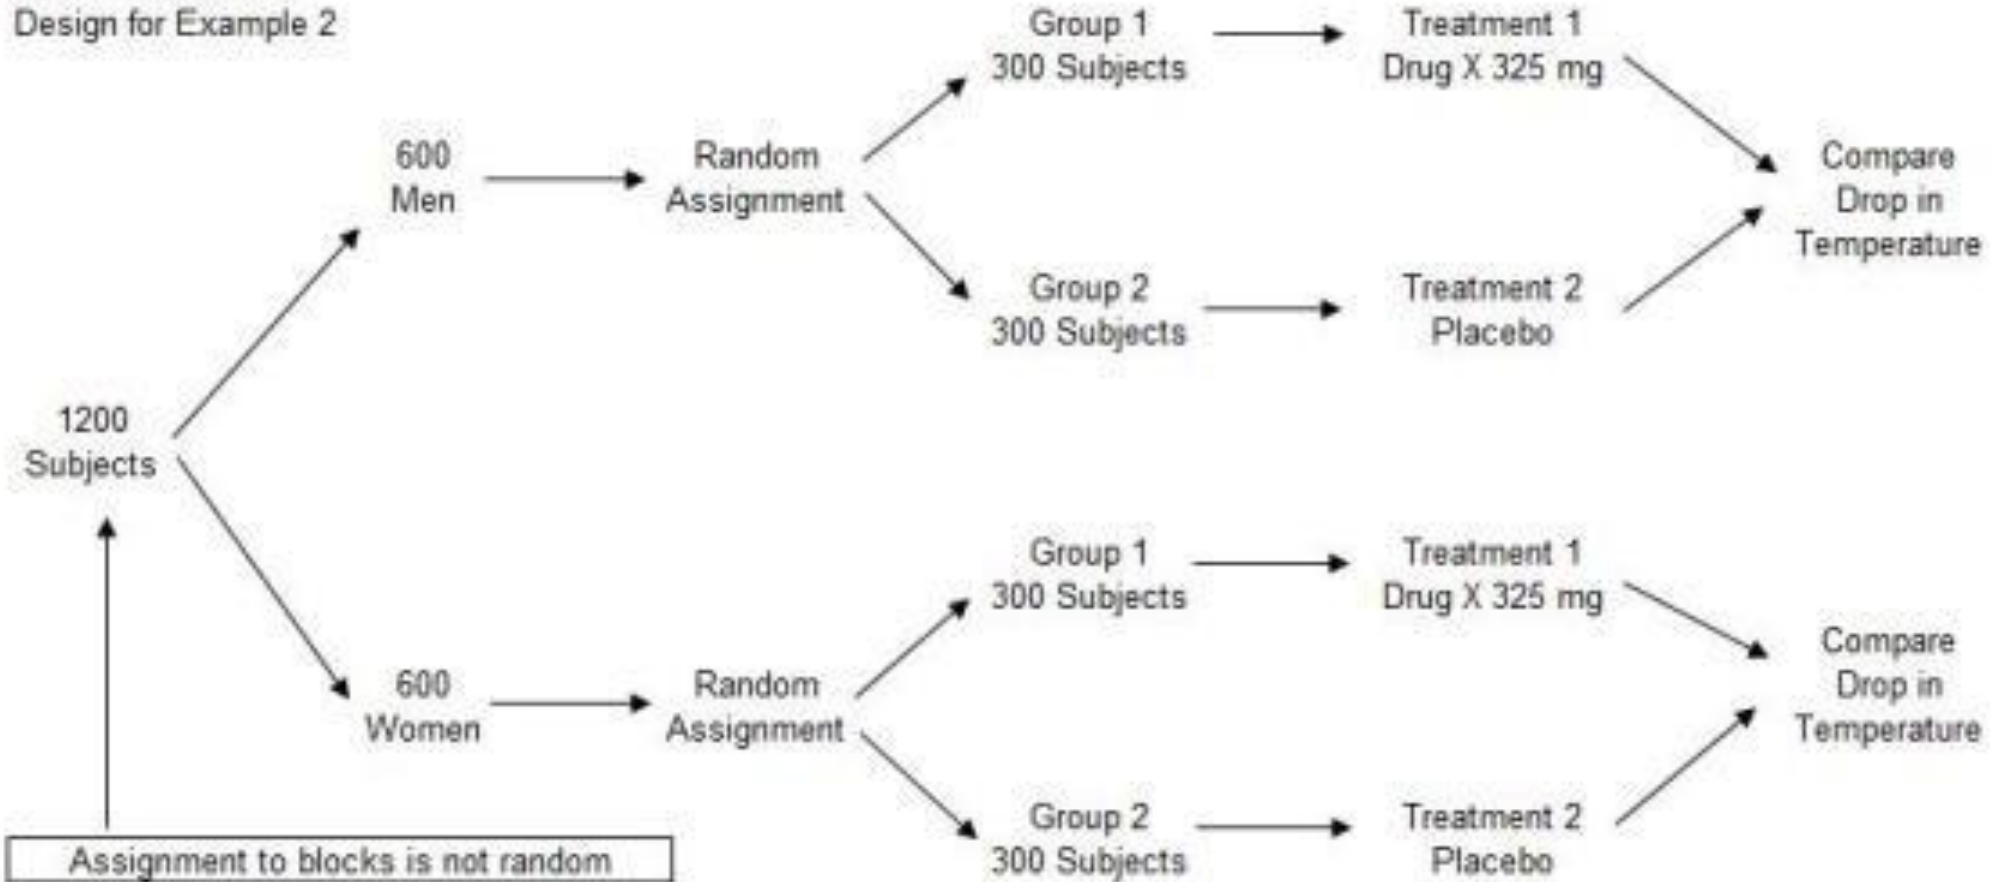 Design for Example 2
Group 1
300 Subjects
Treatment 1
Drug X 325 mg
600
Men
Random
Assignment
Compare
Drop in
Temperature
Group 2
300 Subjects
Treatment 2
Placebo
1200
Subjects
Group 1
300 Subjects
Treatment 1
Drug X 325 mg
600
Women
Random
Assignment
Compare
Drop in
Temperature
Group 2
300 Subjects
Treatment 2
Placebo
Assignment to blocks is not random